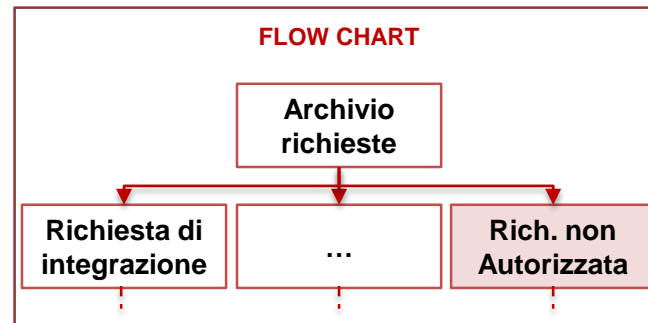 FLOW CHART
Archivio
richieste
Richiesta di
integrazione
...
Rich. non
Autorizzata